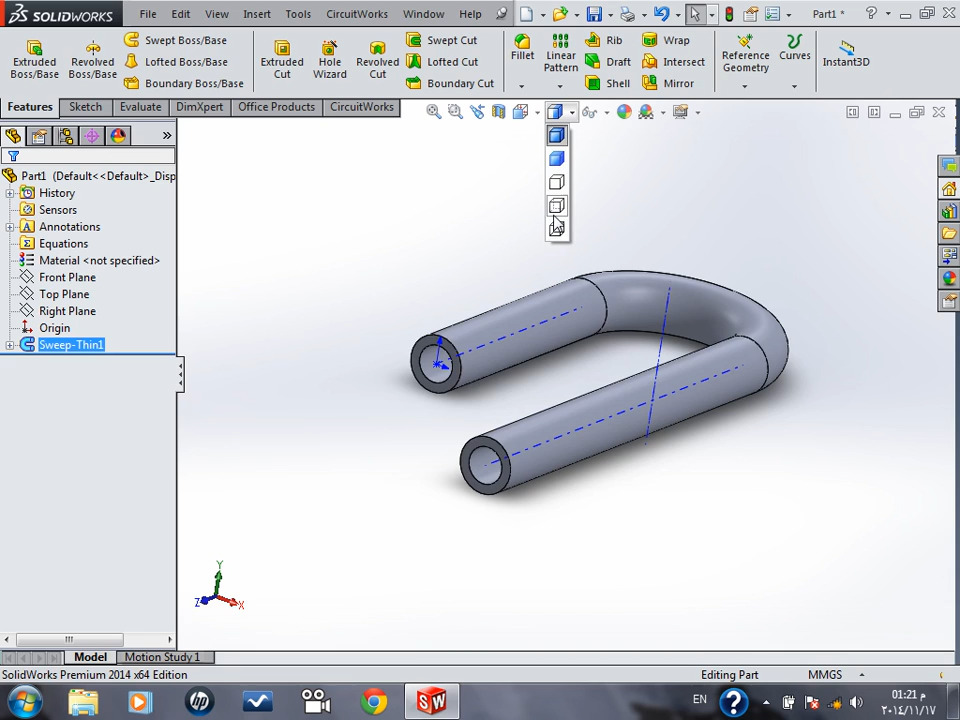 SOLIDWORKS File Edit View Insert Tools CircuitWorks Window Help Part1 * ?
Extruded Boss/Base
Revolved Boss/Base
Swept Boss/Base
Lofted Boss/Base
Boundary Boss/Base
Extruded Cut
Hole Wizard
Revolved Cut
Swept Cut
Lofted Cut
Boundary Cut
Fillet
Linear Pattern
Rib
Draft
Shell
Wrap
Intersect
Mirror
Reference Geometry
Curves
Instant3D
Features Sketch Evaluate DimXpert Office Products CircuitWorks
Part1 (Default<<Default>_Disp
History
Sensors
Annotations
Equations
Material <not specified>
Front Plane
Top Plane
Right Plane
Origin
Sweep-Thin1
Y
Z
X
Model Motion Study 1
SolidWorks Premium 2014 x64 Edition Editing Part MMGS
EN ? 01:21 م
٢٠١٤/١١/١٧